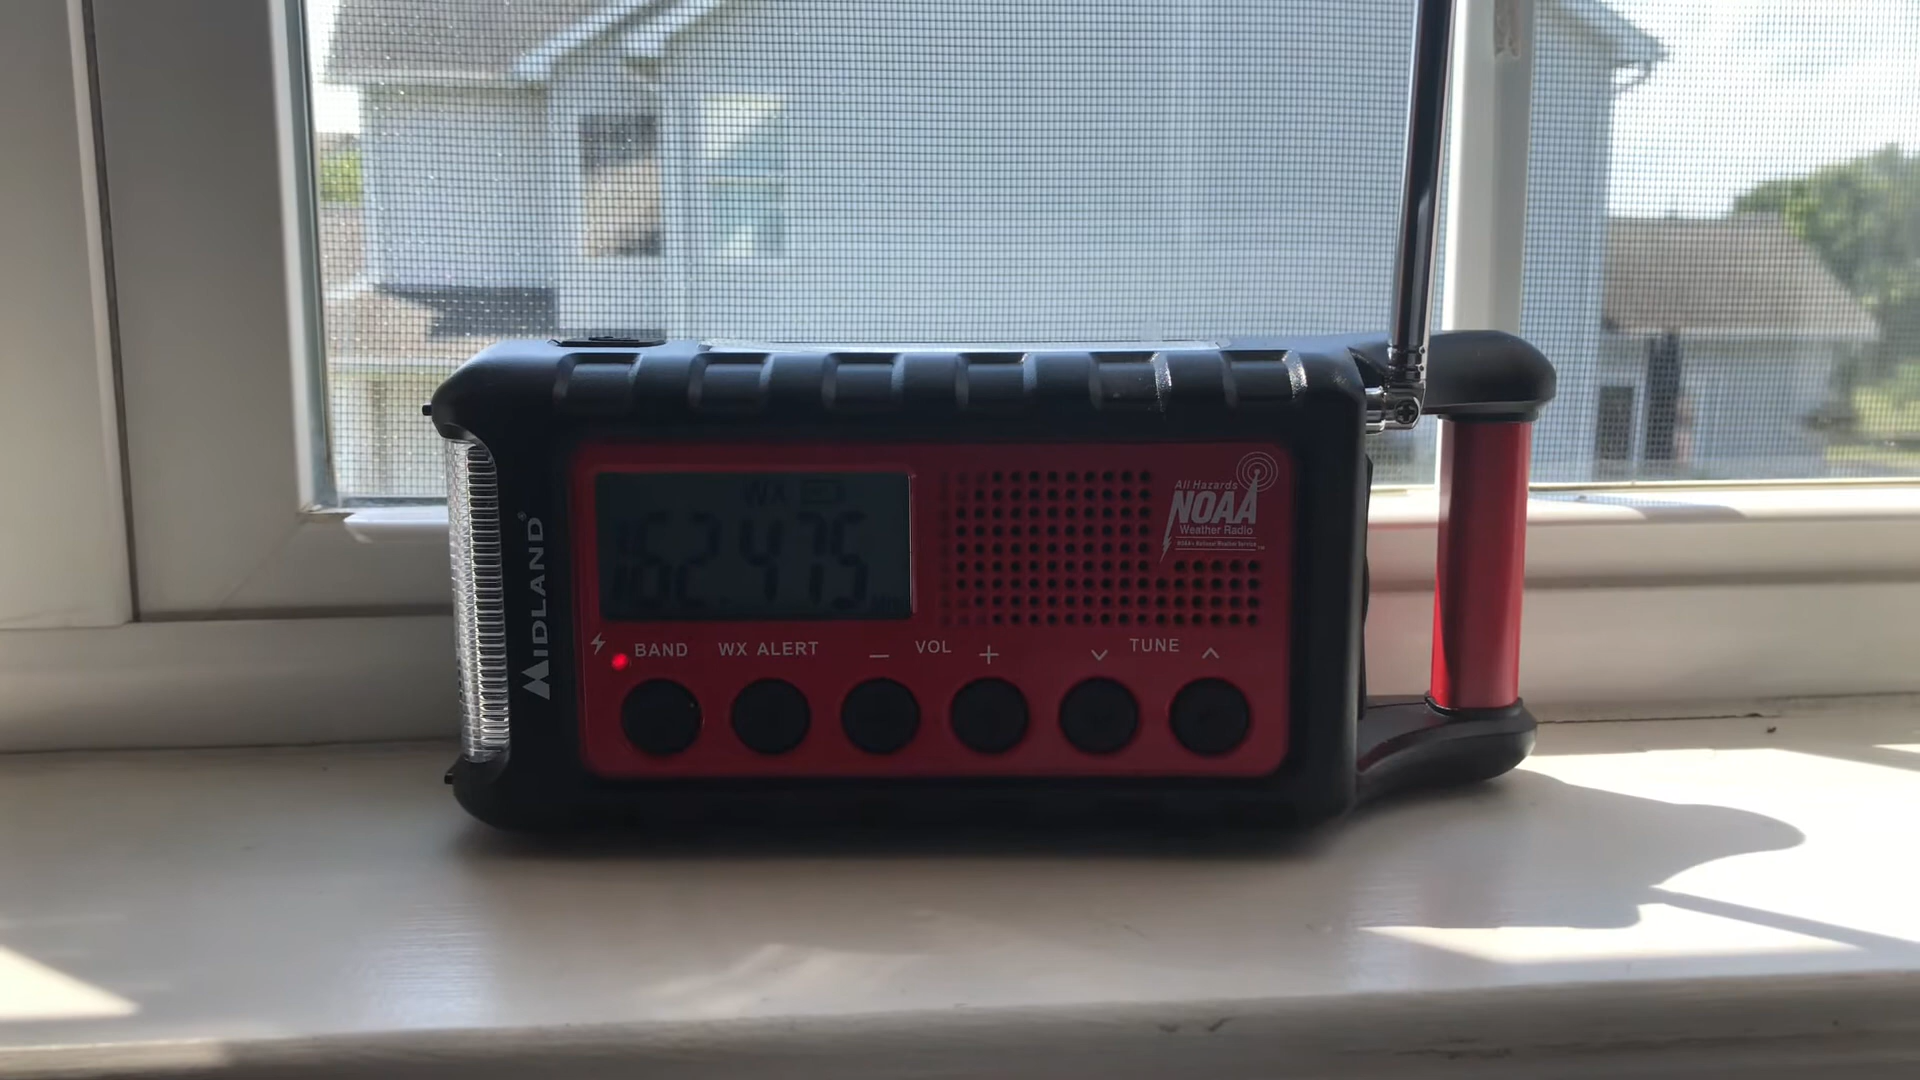 WX
162.475
MIDLAND®
All Hazards
NOAA
Weather Radio
BAND WX ALERT VOL TUNE
− +